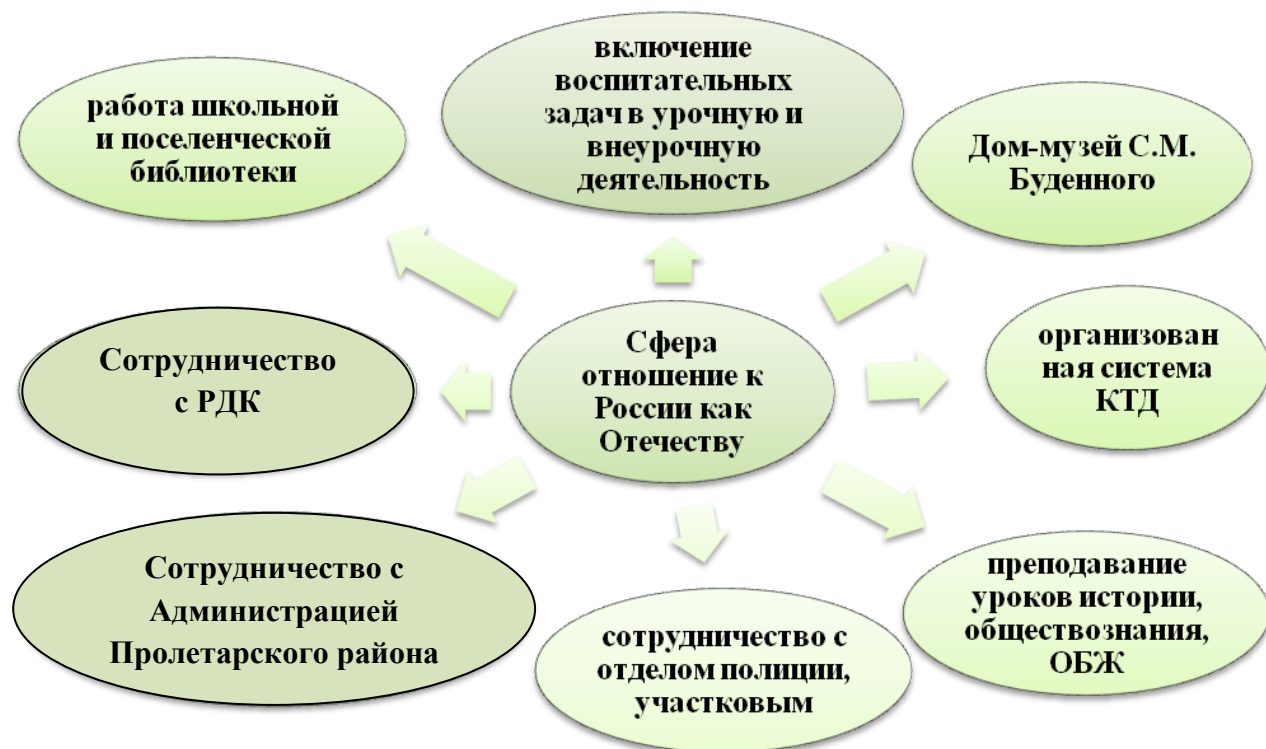 включение
воспитательных
задач в урочную и
внеурочную
деятельность
работа школьной
и поселенческой
библиотеки
Дом-музей С.М.
Буденного
Сфера
отношение к
России как
Отечеству
Сотрудничество
с РДК
организован
ная система
КТД
Сотрудничество с
Администрацией
Пролетарского района
сотрудничество с
отделом полиции,
участковым
преподавание
уроков истории,
обществознания,
ОБЖ